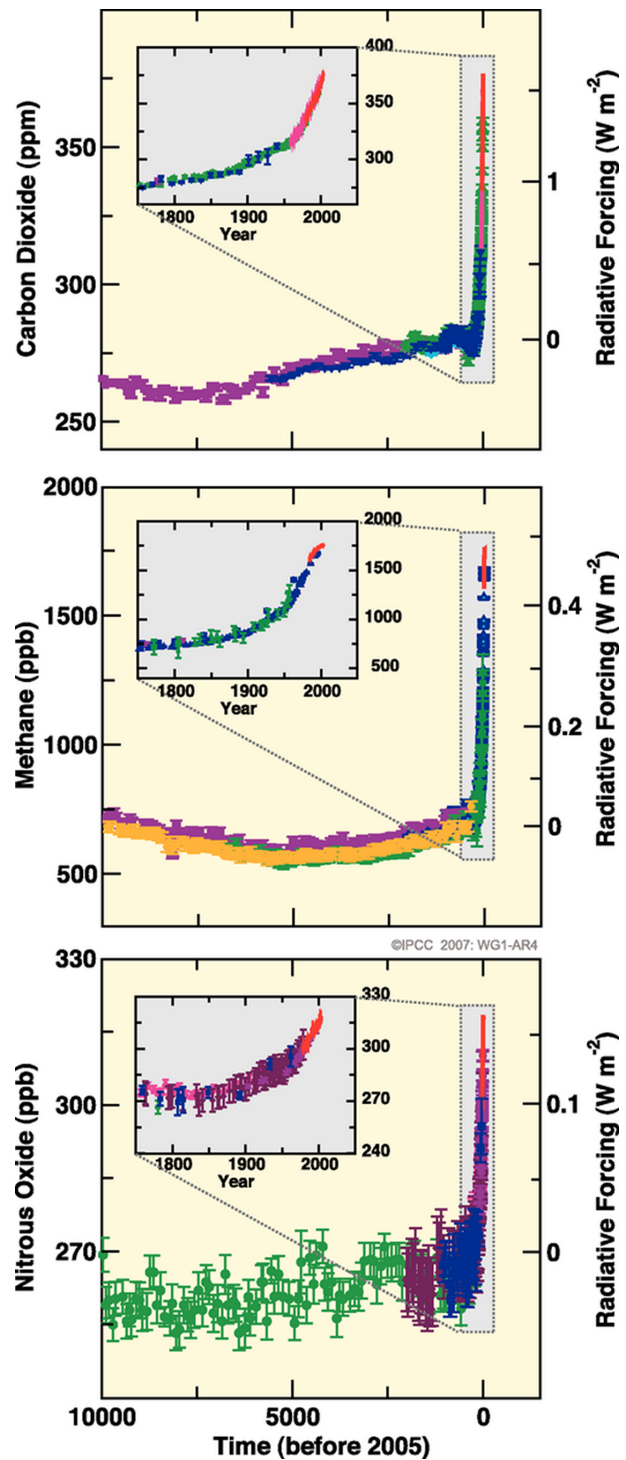 Carbon Dioxide (ppm)
350
300
250
400
350
300
1800 1900 2000
Year
1
0
Radiative Forcing (W m-2)
Methane (ppb)
2000
1500
1000
500
2000
1500
1000
500
1800 1900 2000
Year
0.4
0.2
0
Radiative Forcing (W m-2)
©IPCC 2007: WG1-AR4
Nitrous Oxide (ppb)
330
300
270
330
300
270
240
1800 1900 2000
Year
0.1
0
Radiative Forcing (W m-2)
10000 5000 0
Time (before 2005)